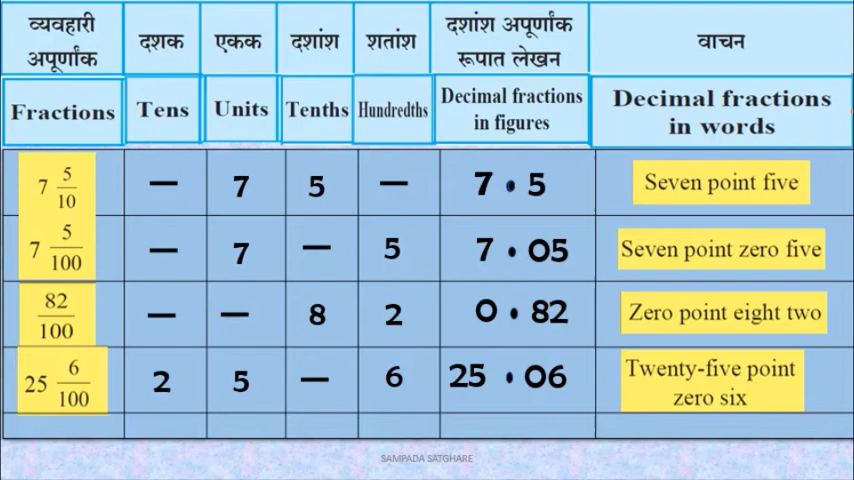 व्यवहारी अपूर्णांक दशक एकक दशांश शतांश दशांश अपूर्णांक रूपात लेखन वाचन
Fractions Tens Units Tenths Hundredths Decimal fractions in figures Decimal fractions in words
7 5/10 — 7 5 — 7 . 5 Seven point five
7 5/100 — 7 — 5 7 . 05 Seven point zero five
82/100 — — 8 2 0 . 82 Zero point eight two
25 6/100 2 5 — 6 25 . 06 Twenty-five point zero six
SAMPADA SATGHARE